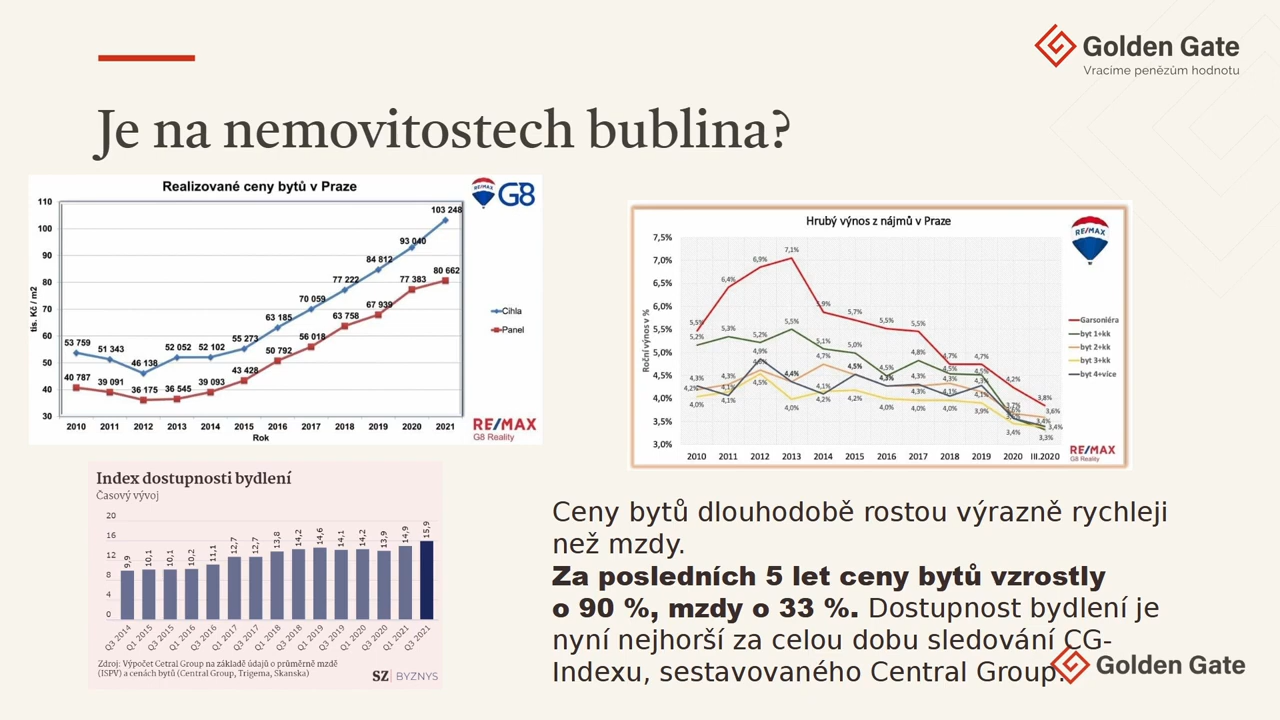 Golden Gate
Vracíme penězům hodnotu
Je na nemovitostech bublina?
Realizované ceny bytů v Praze
RE/MAX G8
110
100
90
80
70
60
50
40
30
tis. Kč / m2
53 759 51 343 46 138 52 052 52 102 55 273 63 185 70 059 77 222 84 812 93 040 103 248
40 787 39 091 36 175 36 545 39 093 43 428 50 792 56 018 63 758 67 939 77 383 80 662
Cihla
Panel
2010 2011 2012 2013 2014 2015 2016 2017 2018 2019 2020 2021
Rok
RE/MAX
G8 Reality
Hrubý výnos z nájmů v Praze
RE/MAX
7,5%
7,0%
6,5%
6,0%
5,5%
5,0%
4,5%
4,0%
3,5%
3,0%
Roční výnos v %
5,5% 6,4% 6,9% 7,1% 5,9% 5,7% 5,5% 5,5% 4,7% 4,7% 4,2% 3,8%
5,2% 5,3% 5,2% 5,5% 5,1% 5,0% 4,5% 4,8%
4,3% 4,3% 4,9% 4,4% 4,7% 4,5% 4,3% 4,3% 4,3% 4,3% 3,7% 3,6%
4,2% 4,1% 4,5% 4,1% 4,2% 4,1% 4,1% 3,4%
4,0% 4,0% 4,2% 3,9% 3,4% 3,3%
Garsoniéra
byt 1+kk
byt 2+kk
byt 3+kk
byt 4+více
2010 2011 2012 2013 2014 2015 2016 2017 2018 2019 2020 III.2020
RE/MAX
G8 Reality
Index dostupnosti bydlení
Časový vývoj
20
16
12
8
4
0
9,9 10,1 10,1 10,2 11,1 12,7 12,7 13,8 14,2 14,6 14,1 14,2 13,9 14,9 15,9
Q3 2014 Q1 2015 Q3 2015 Q1 2016 Q3 2016 Q1 2017 Q3 2017 Q1 2018 Q3 2018 Q1 2019 Q3 2019 Q1 2020 Q3 2020 Q1 2021 Q3 2021
Zdroj: Výpočet Cetral Group na základě údajů o průměrné mzdě
(ISPV) a cenách bytů (Central Group, Trigema, Skanska)
SZ BYZNYS
Ceny bytů dlouhodobě rostou výrazně rychleji
než mzdy.
Za posledních 5 let ceny bytů vzrostly
o 90 %, mzdy o 33 %. Dostupnost bydlení je
nyní nejhorší za celou dobu sledování CG-
Indexu, sestavovaného Central Group.
Golden Gate